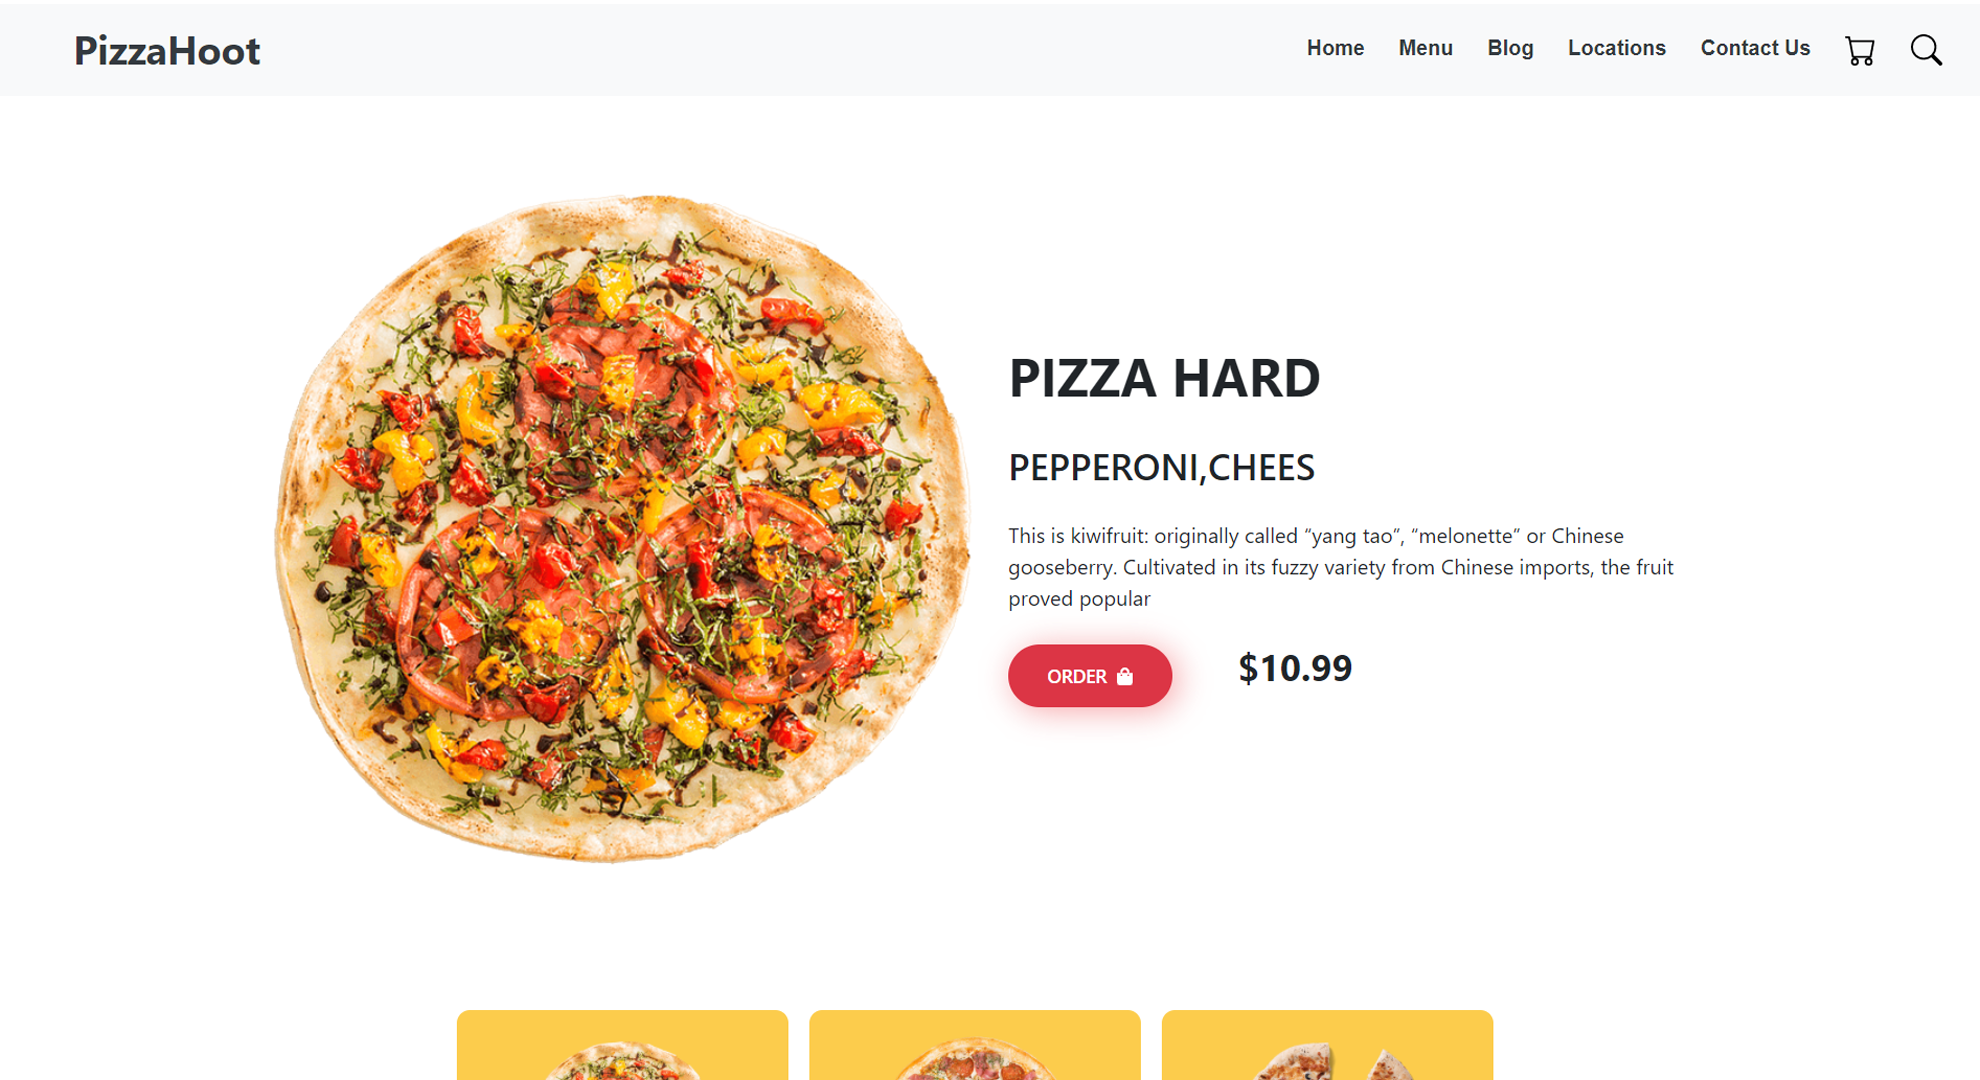 PizzaHoot
Home Menu Blog Locations Contact Us
PIZZA HARD
PEPPERONI,CHEES
This is kiwifruit: originally called “yang tao”, “melonette” or Chinese
gooseberry. Cultivated in its fuzzy variety from Chinese imports, the fruit
proved popular
ORDER $10.99